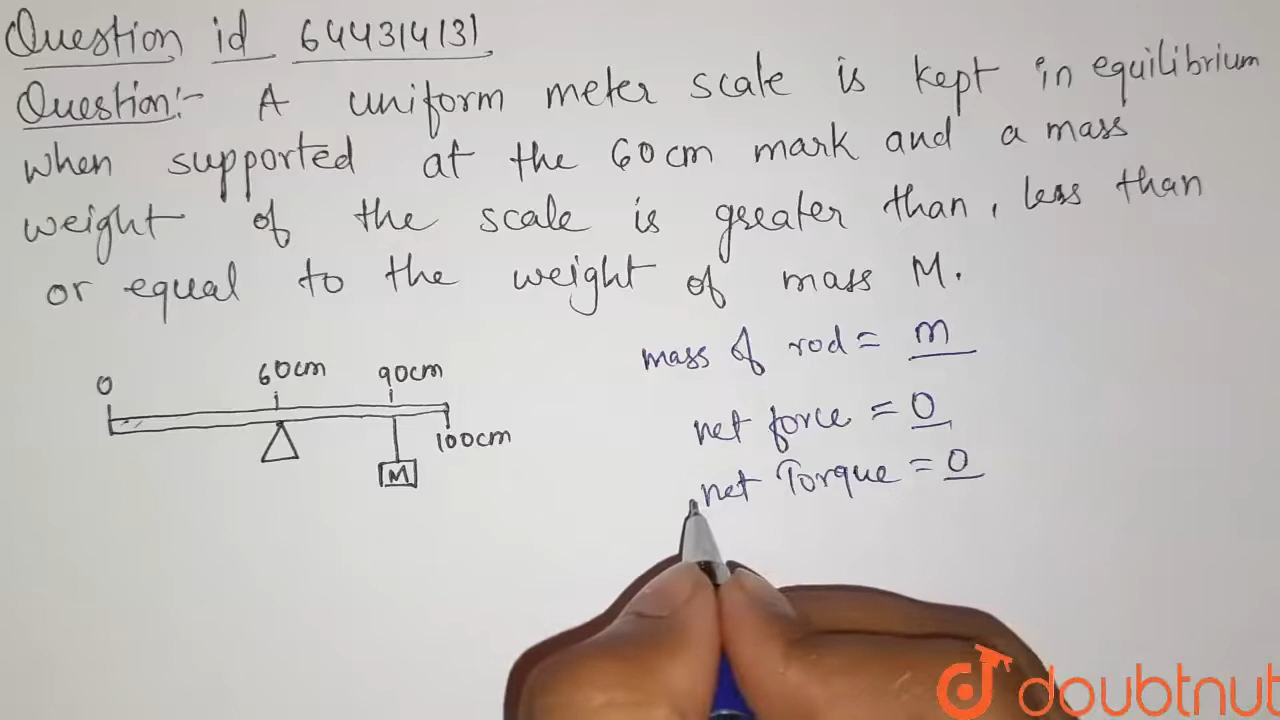 Question id 644314131
Question:- A uniform meter scale is kept in equilibrium
when supported at the 60cm mark and a mass
weight of the scale is greater than, less than
or equal to the weight of mass M.
mass of rod = m
net force = 0
net Torque = 0
0
60cm
90cm
100cm
M
doubtnut